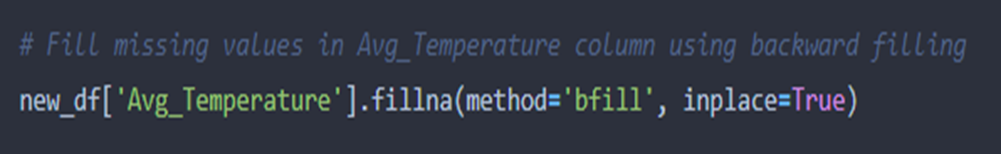 # Fill missing values in Avg_Temperature column using backward filling
new_df['Avg_Temperature'].fillna(method='bfill', inplace=True)